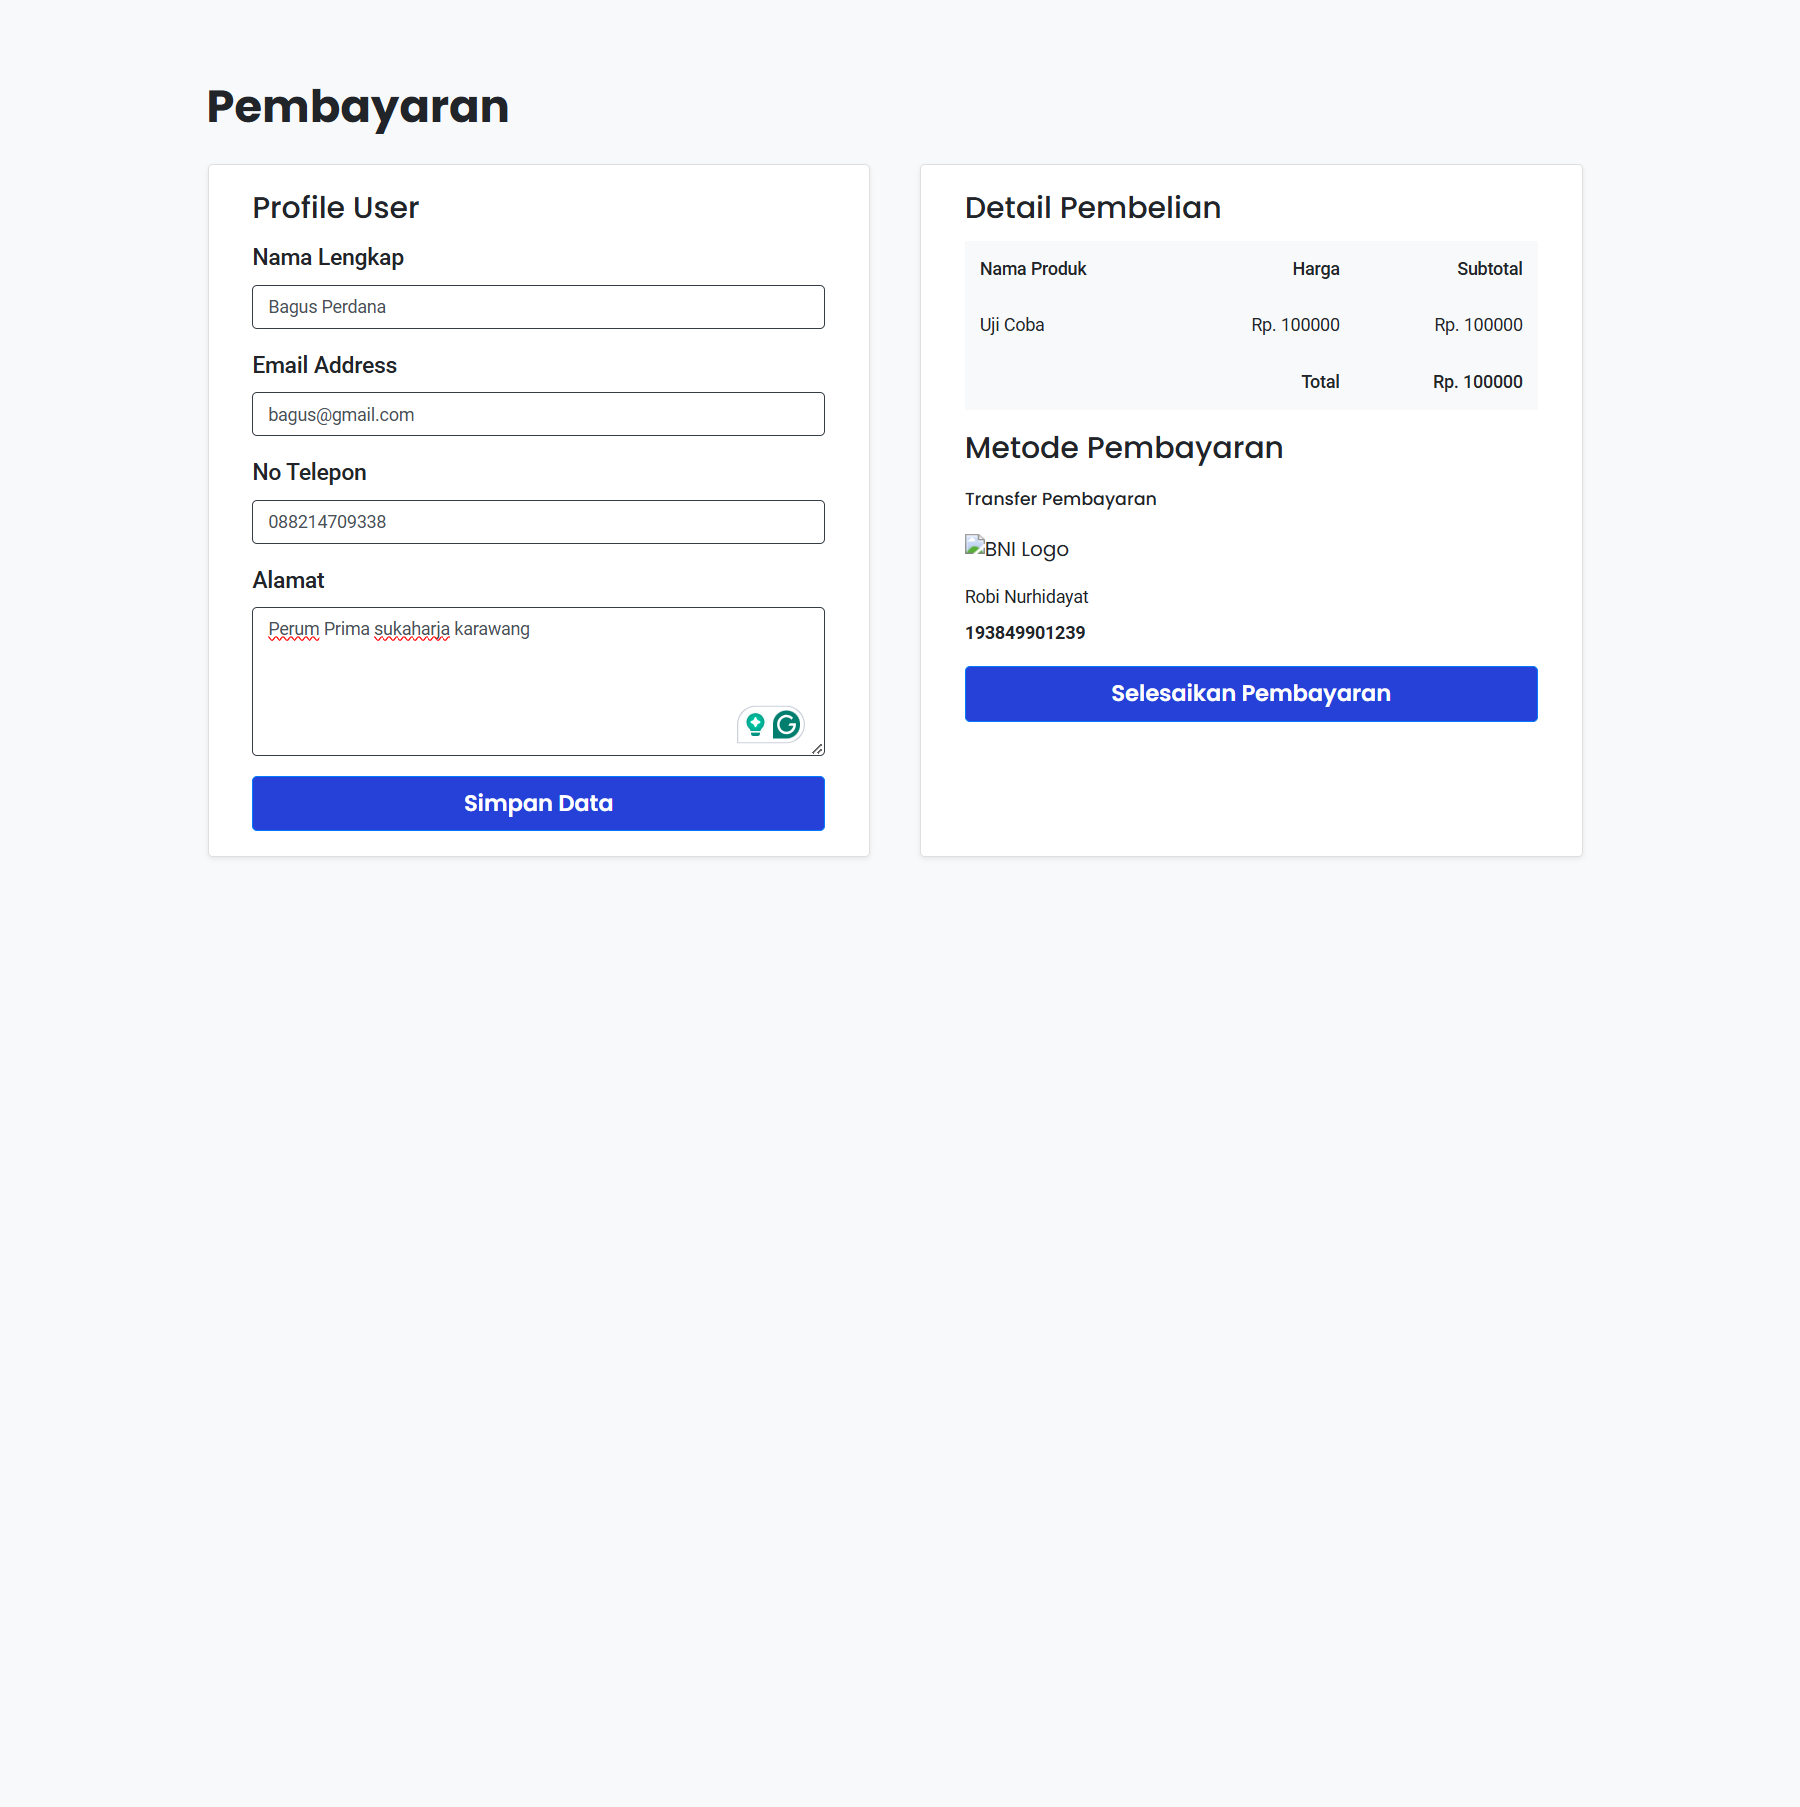 Pembayaran
Profile User
Nama Lengkap
Bagus Perdana
Email Address
bagus@gmail.com
No Telepon
088214709338
Alamat
Perum Prima sukaharja karawang
Simpan Data
Detail Pembelian
Nama Produk Harga Subtotal
Uji Coba Rp. 100000 Rp. 100000
Total Rp. 100000
Metode Pembayaran
Transfer Pembayaran
BNI Logo
Robi Nurhidayat
193849901239
Selesaikan Pembayaran